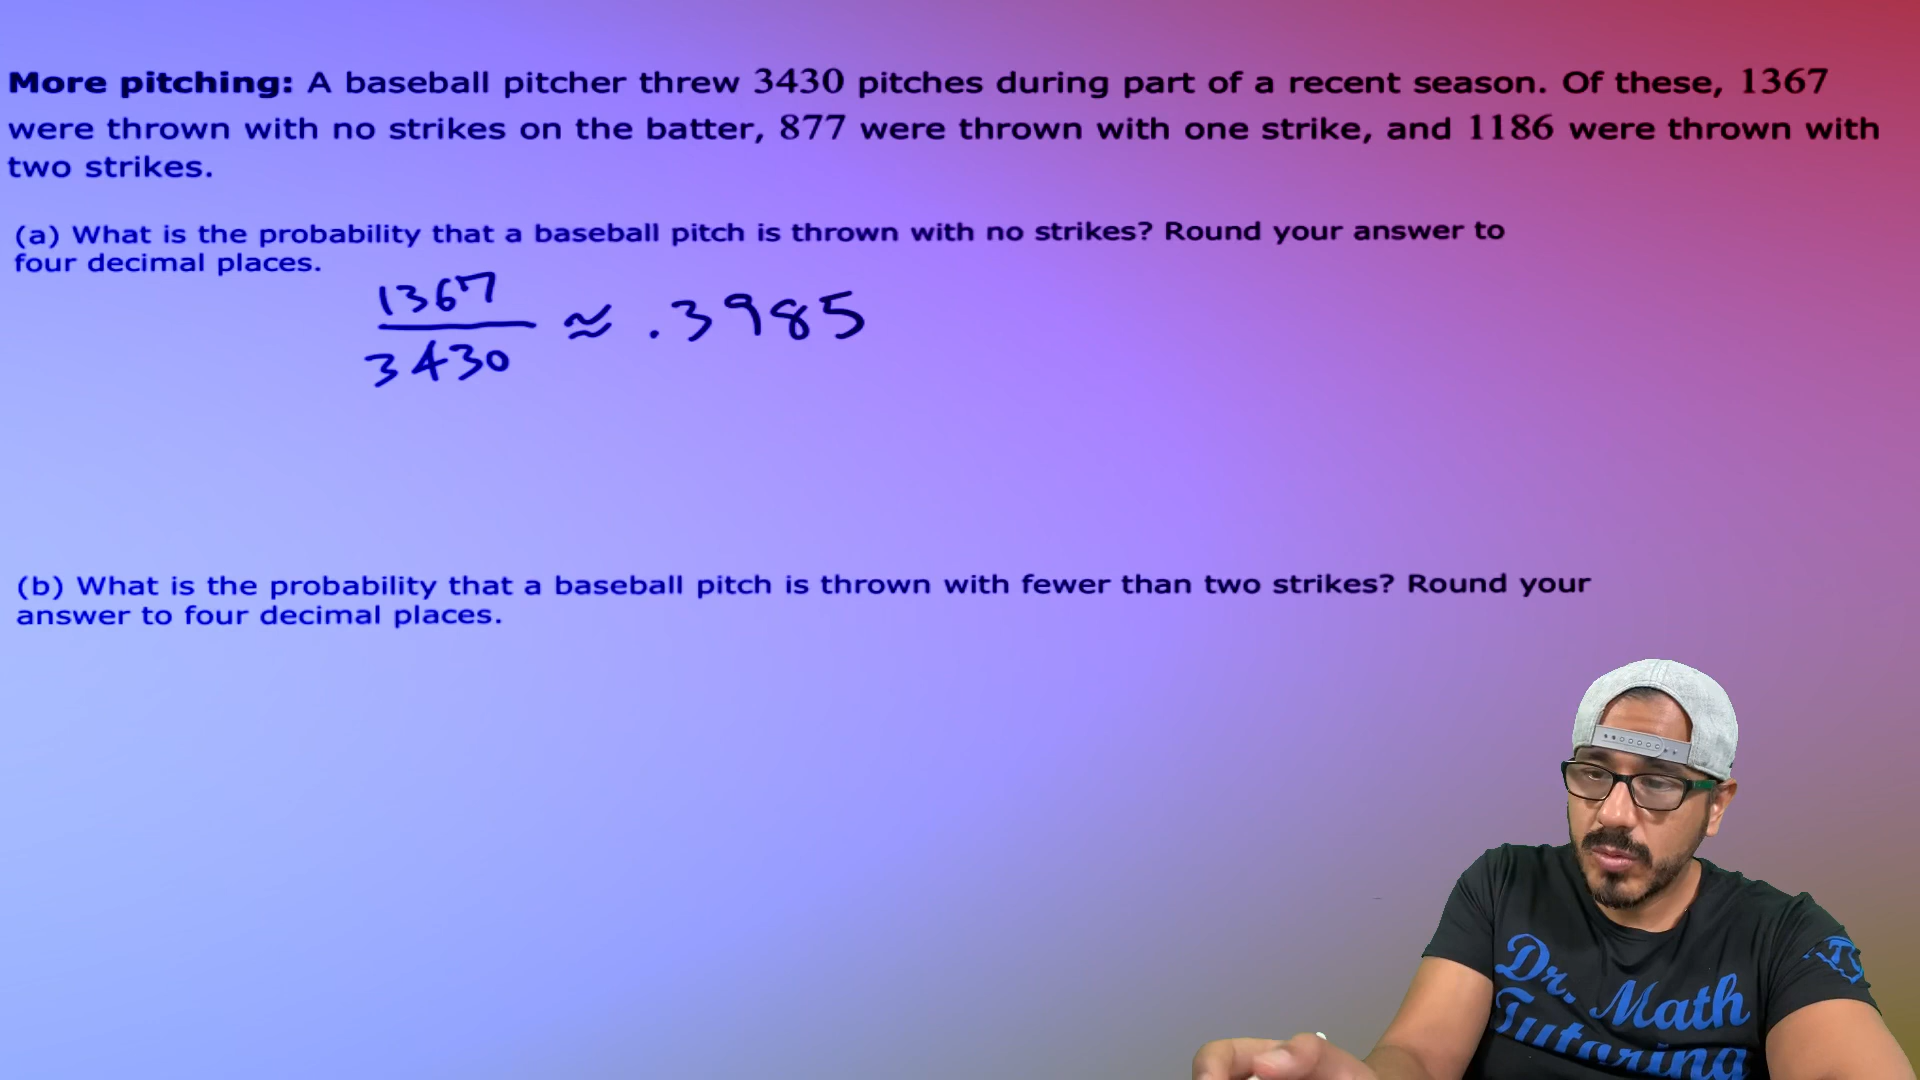 More pitching: A baseball pitcher threw 3430 pitches during part of a recent season. Of these, 1367
were thrown with no strikes on the batter, 877 were thrown with one strike, and 1186 were thrown with
two strikes.
(a) What is the probability that a baseball pitch is thrown with no strikes? Round your answer to
four decimal places.
1367
3430
≈ .3985
(b) What is the probability that a baseball pitch is thrown with fewer than two strikes? Round your
answer to four decimal places.
Dr. Math
Tutoring